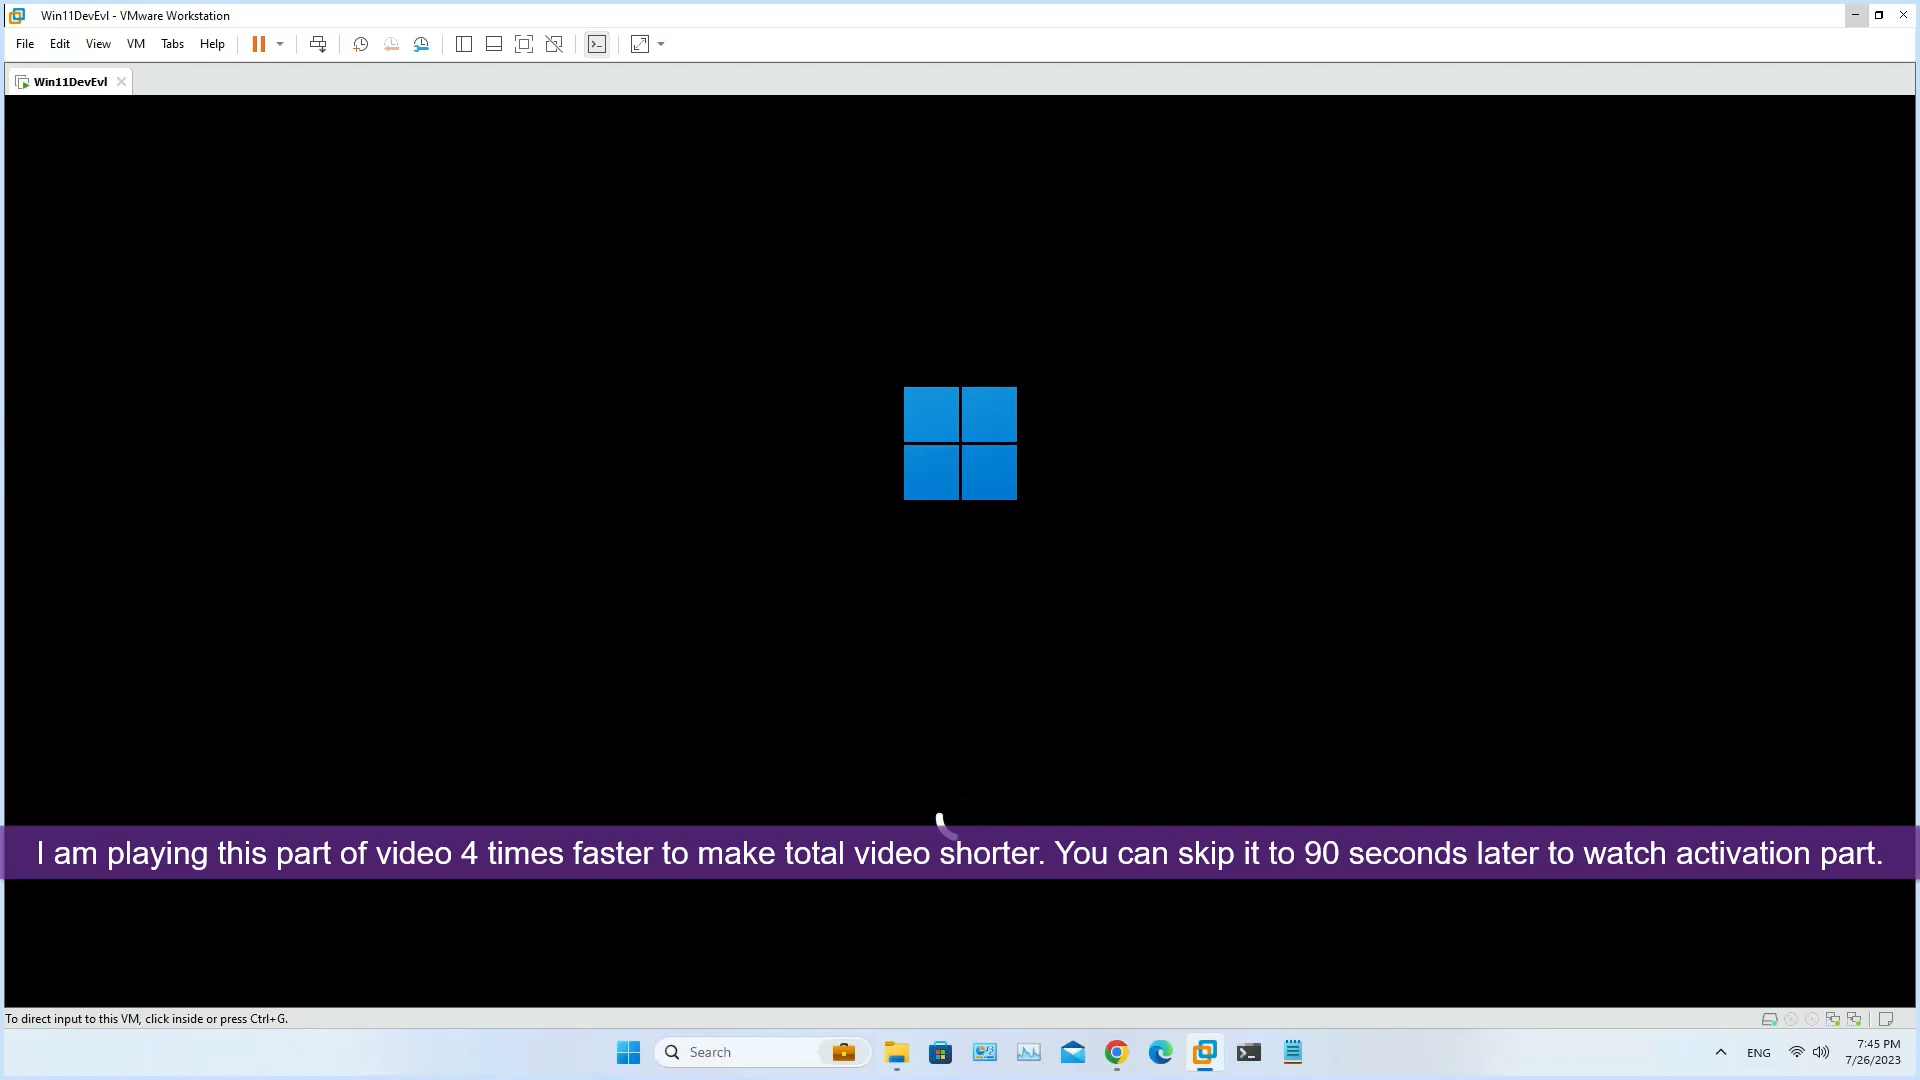 Win11DevEvl - VMware Workstation
File Edit View VM Tabs Help
Win11DevEvl
I am playing this part of video 4 times faster to make total video shorter. You can skip it to 90 seconds later to watch activation part.
To direct input to this VM, click inside or press Ctrl+G.
Search
ENG
7:45 PM
7/26/2023